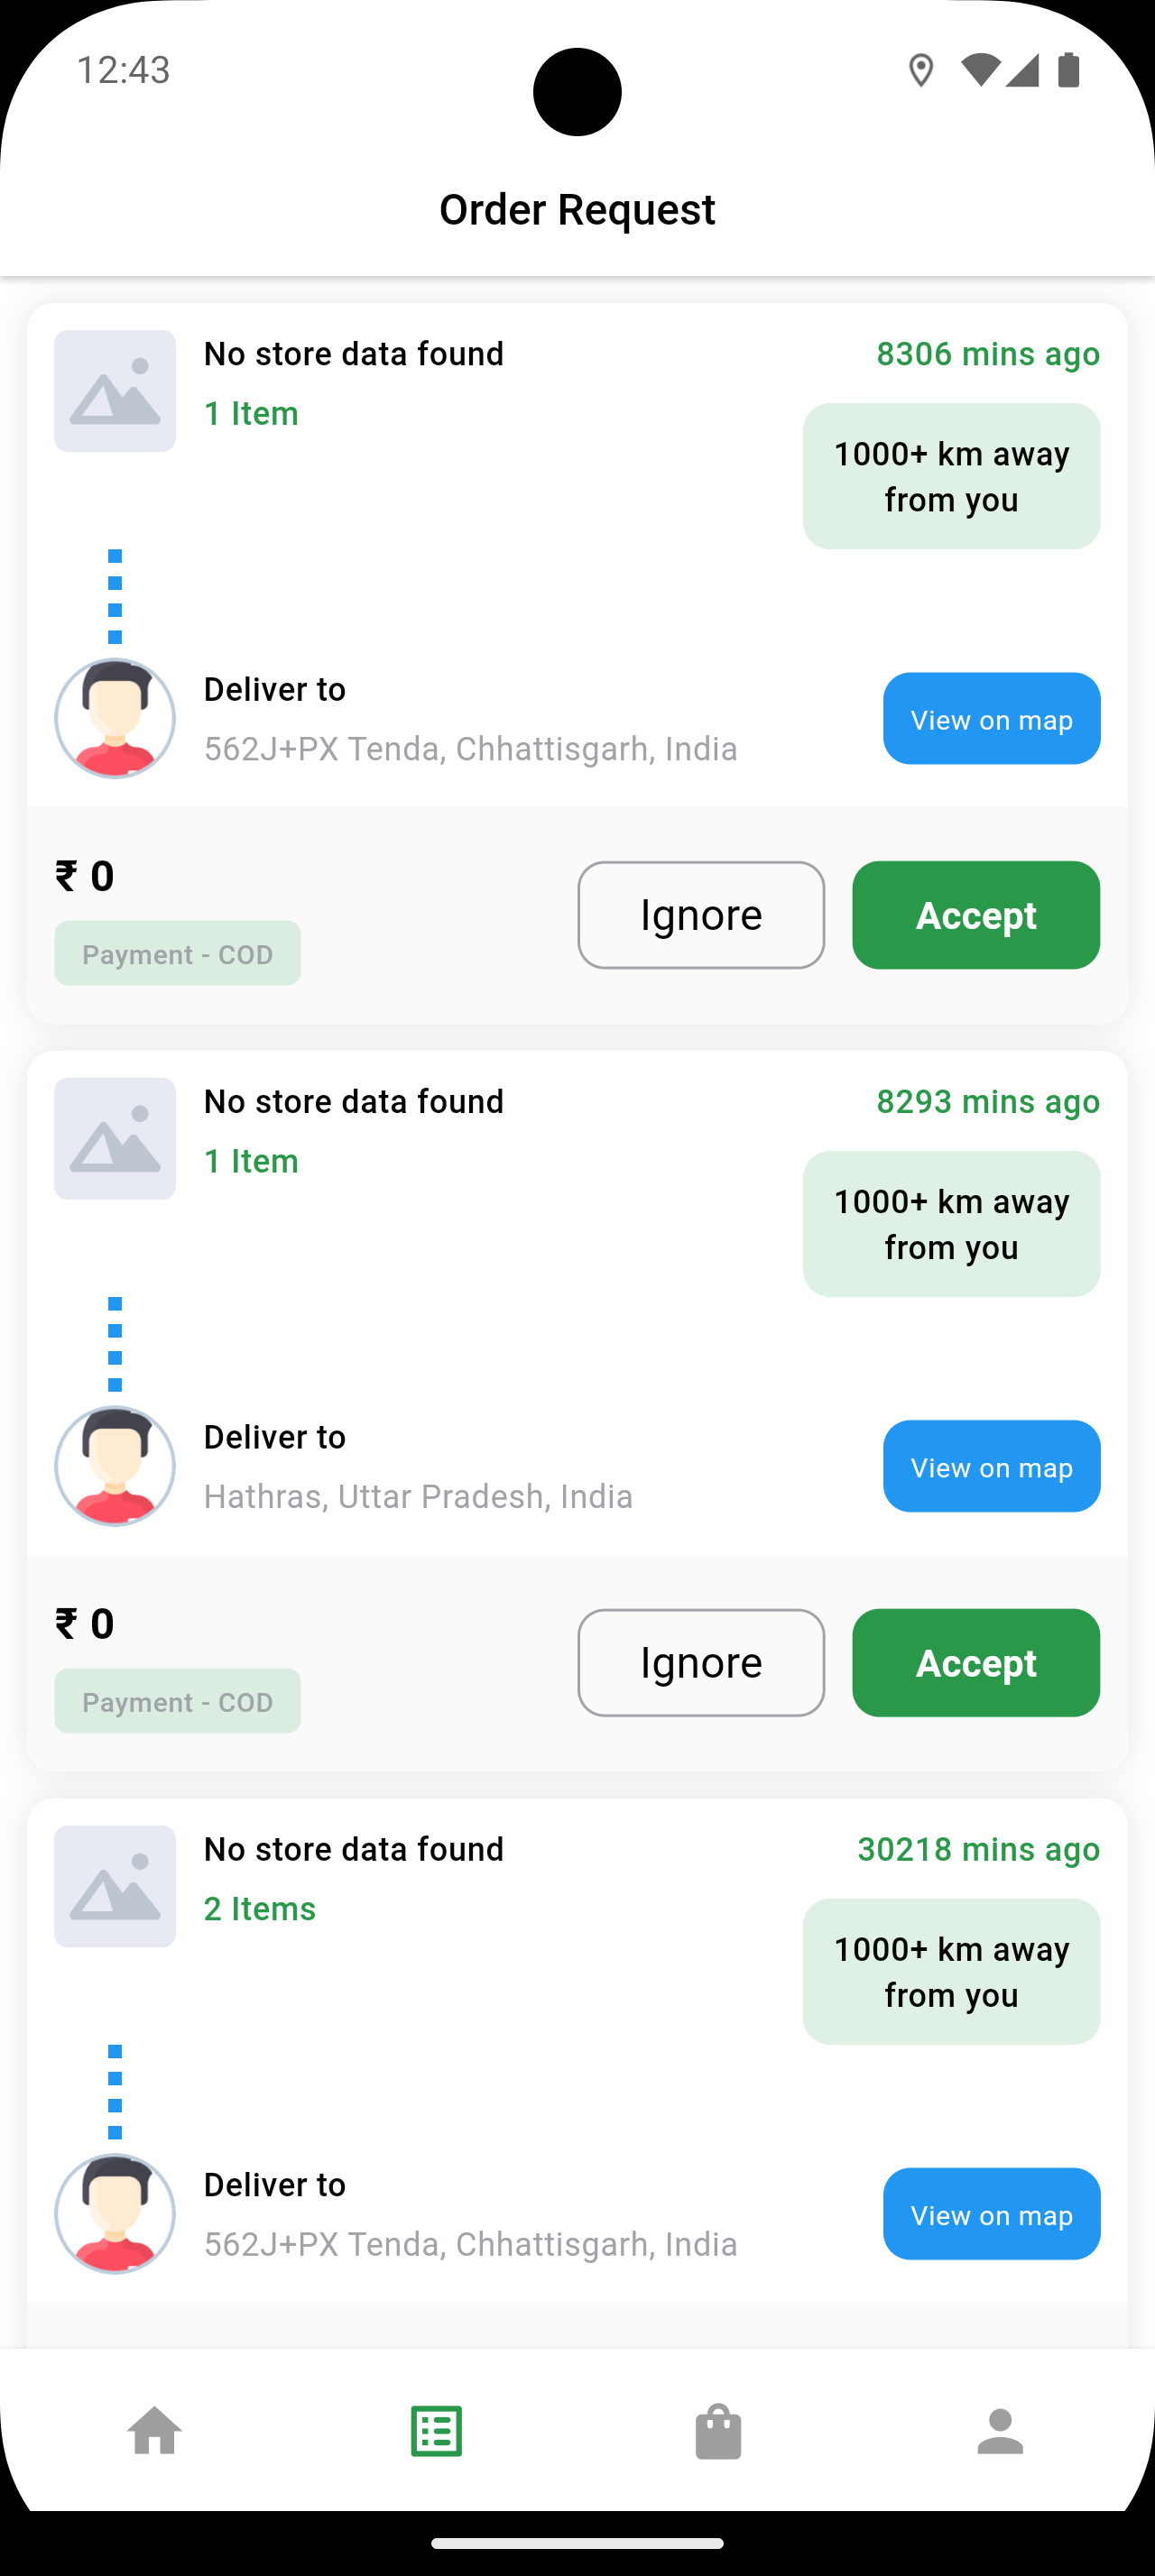 12:43
Order Request
No store data found
8306 mins ago
1 Item
1000+ km away
from you
Deliver to
562J+PX Tenda, Chhattisgarh, India
View on map
₹ 0
Payment - COD
Ignore
Accept
No store data found
8293 mins ago
1 Item
1000+ km away
from you
Deliver to
Hathras, Uttar Pradesh, India
View on map
₹ 0
Payment - COD
Ignore
Accept
No store data found
30218 mins ago
2 Items
1000+ km away
from you
Deliver to
562J+PX Tenda, Chhattisgarh, India
View on map